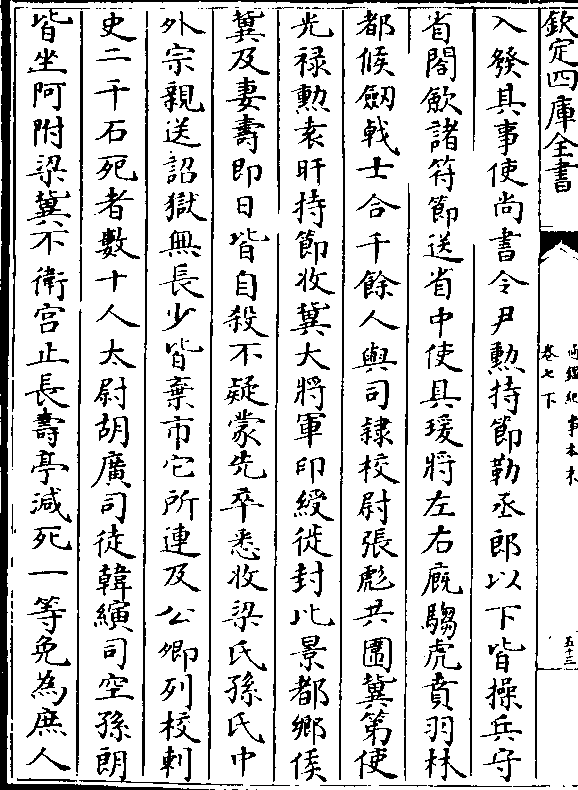 欽定四庫全書
通鑑紀事本末
卷七下
五十三
入發具事使尚書令尹勲持節勒丞郎以下皆操兵守
省閣斂諸符節送省中使具瑗將左右廐騶虎賁羽林
都候劒戟士合千餘人與司隸校尉張彪共圍冀第使
光禄勲袁盱持節收冀大將軍印綬徙封比景都鄉侯
冀及妻壽即日皆自殺不疑蒙先卒悉收梁氏孫氏中
外宗親送詔獄無長少皆棄市它所連及公卿列校刺
史二千石死者數十人太尉胡廣司徒韓縯司空孫朗
皆坐阿附梁冀不衛宫止長壽亭減死一等免為庶人